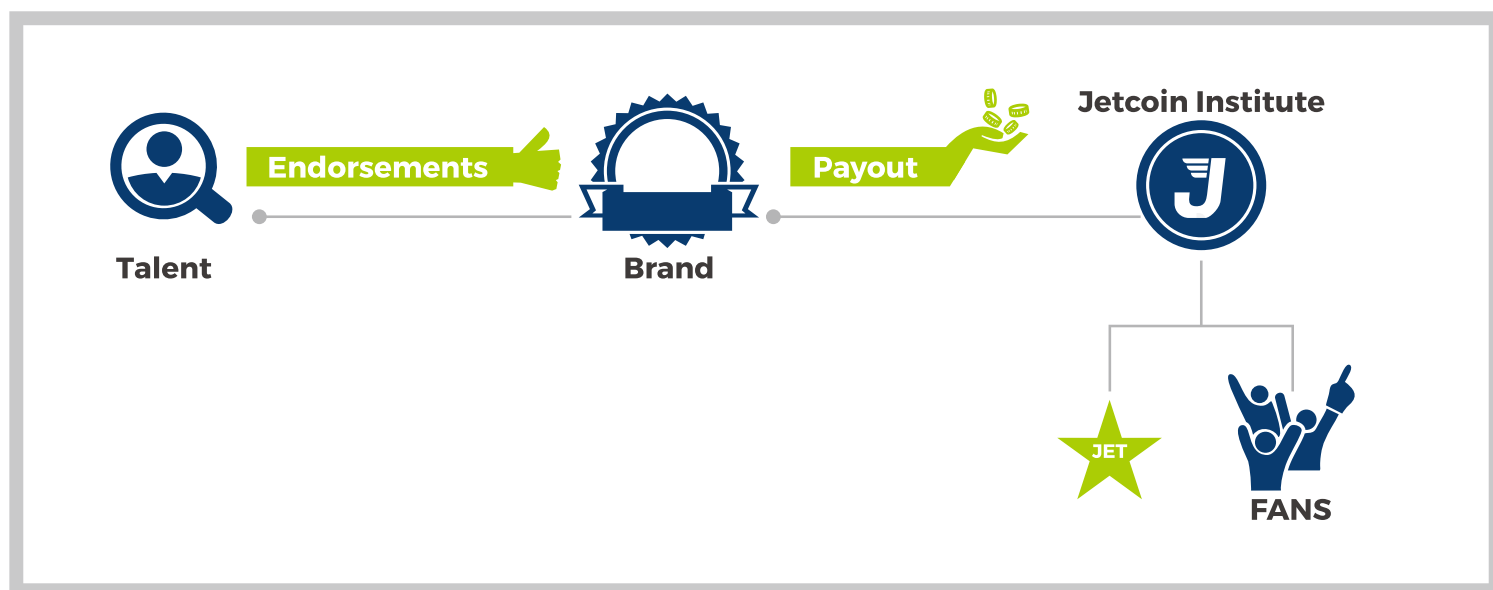 Jetcoin Institute
Endorsements
Payout
J
Talent
Brand
JET
FANS